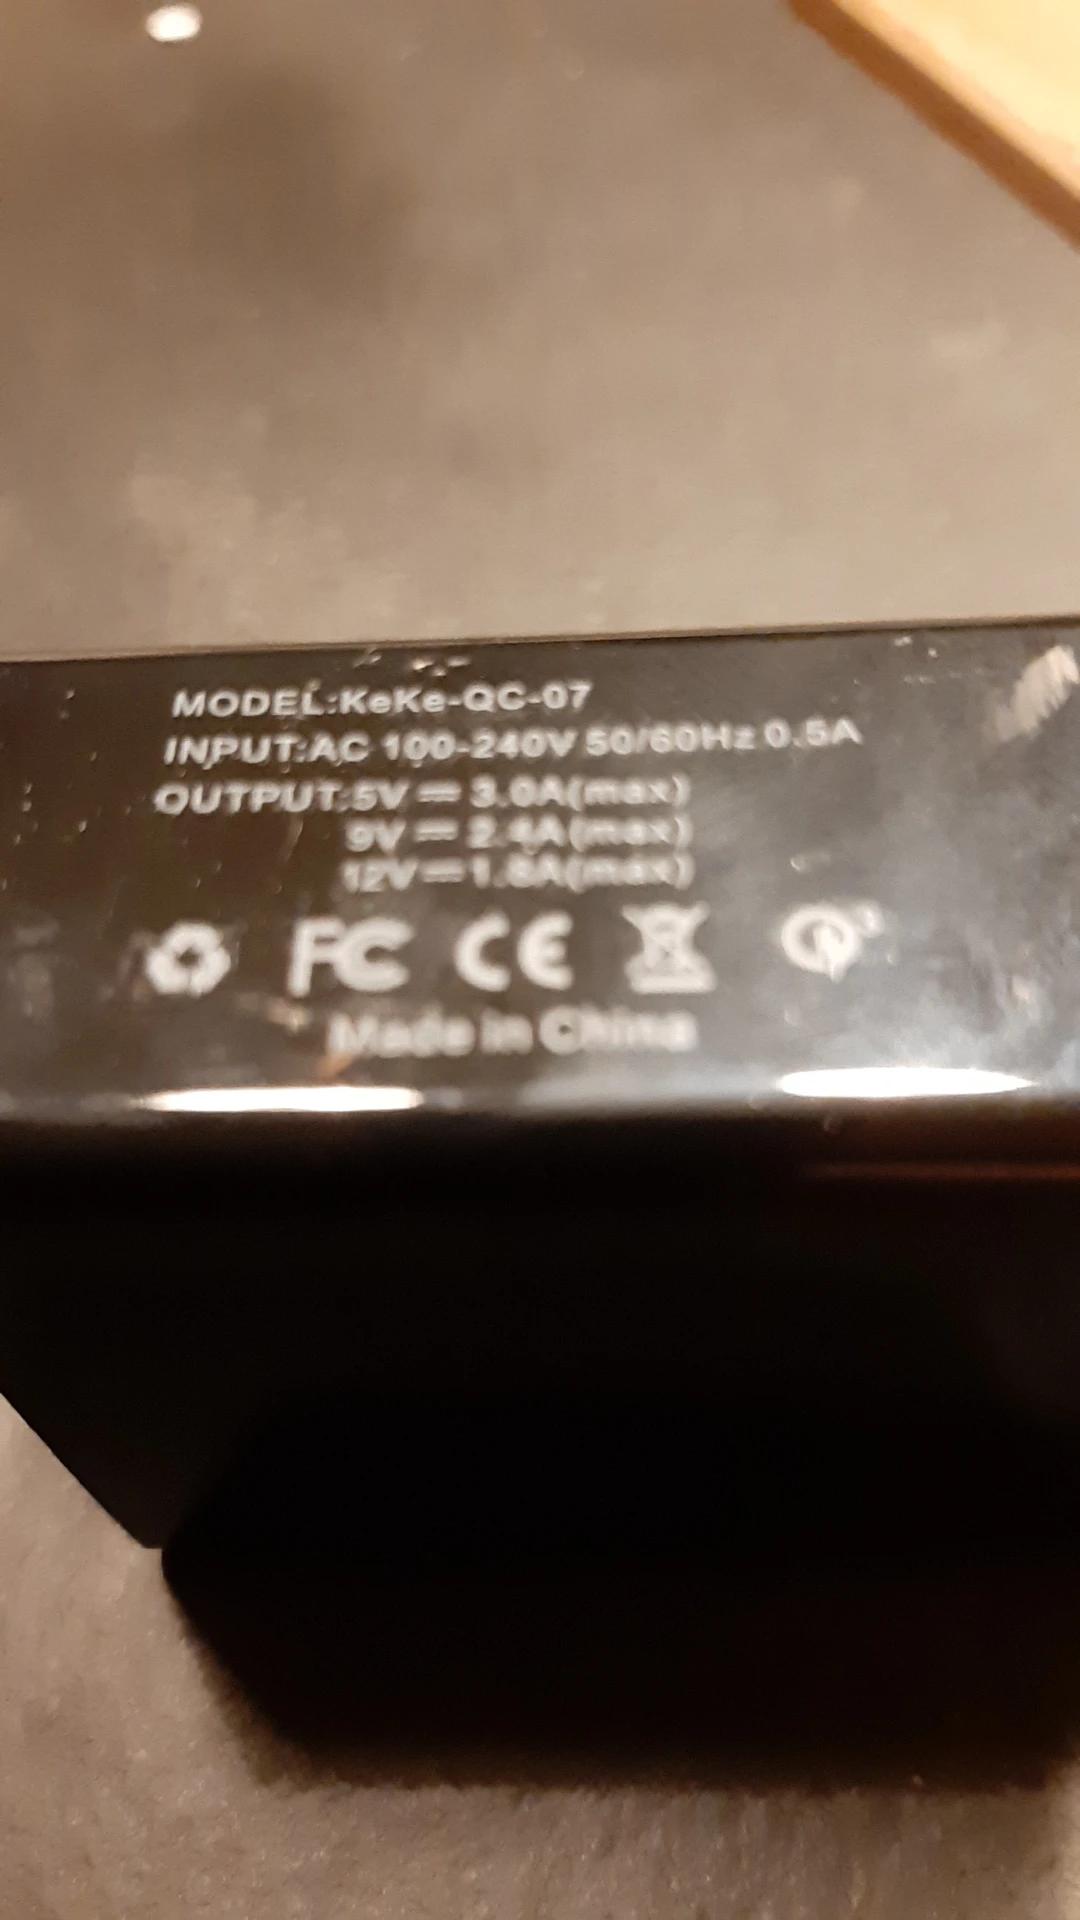 MODEL:KeKe-QC-07
INPUT:AC 100-240V 50/60Hz 0.5A
OUTPUT:5V ⎓ 3.0A(max)
9V ⎓ 2.4A(max)
12V⎓1.8A(max)
FC CE
Made in China